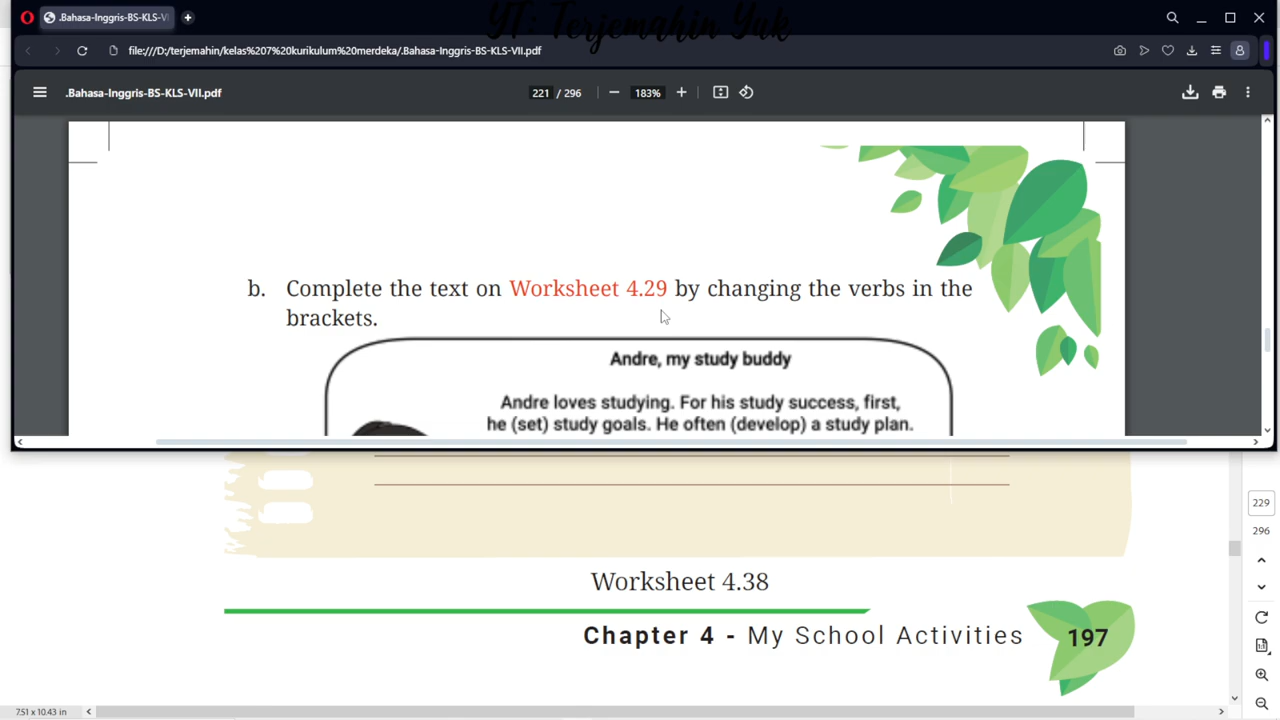 .Bahasa-Inggris-BS-KLS-VI
YT: Terjemahin Yuk
file:///D:/terjemahin/kelas%207%20kurikulum%20merdeka/.Bahasa-Inggris-BS-KLS-VII.pdf
.Bahasa-Inggris-BS-KLS-VII.pdf
221 / 296
183%
b. Complete the text on Worksheet 4.29 by changing the verbs in the
brackets.
Andre, my study buddy
Andre loves studying. For his study success, first,
he (set) study goals. He often (develop) a study plan.
229
296
Worksheet 4.38
Chapter 4 - My School Activities
197
7.51 x 10.43 in